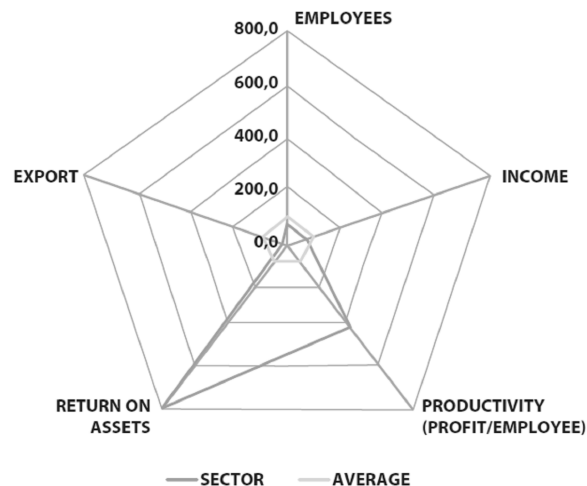 EMPLOYEES
800,0
600,0
400,0
200,0
0,0
EXPORT
INCOME
RETURN ON
ASSETS
PRODUCTIVITY
(PROFIT/EMPLOYEE)
SECTOR
AVERAGE